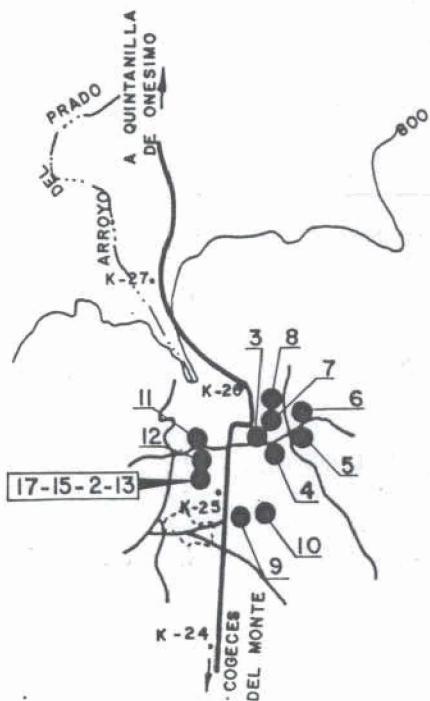 A QUINTANILLA
DE ONESIMO
PRADO
DEL
ARROYO
800
K-27
K-26
3
8
7
6
11
12
5
4
17-15-2-13
K-25
10
9
K-24
COGECES
DEL MONTE